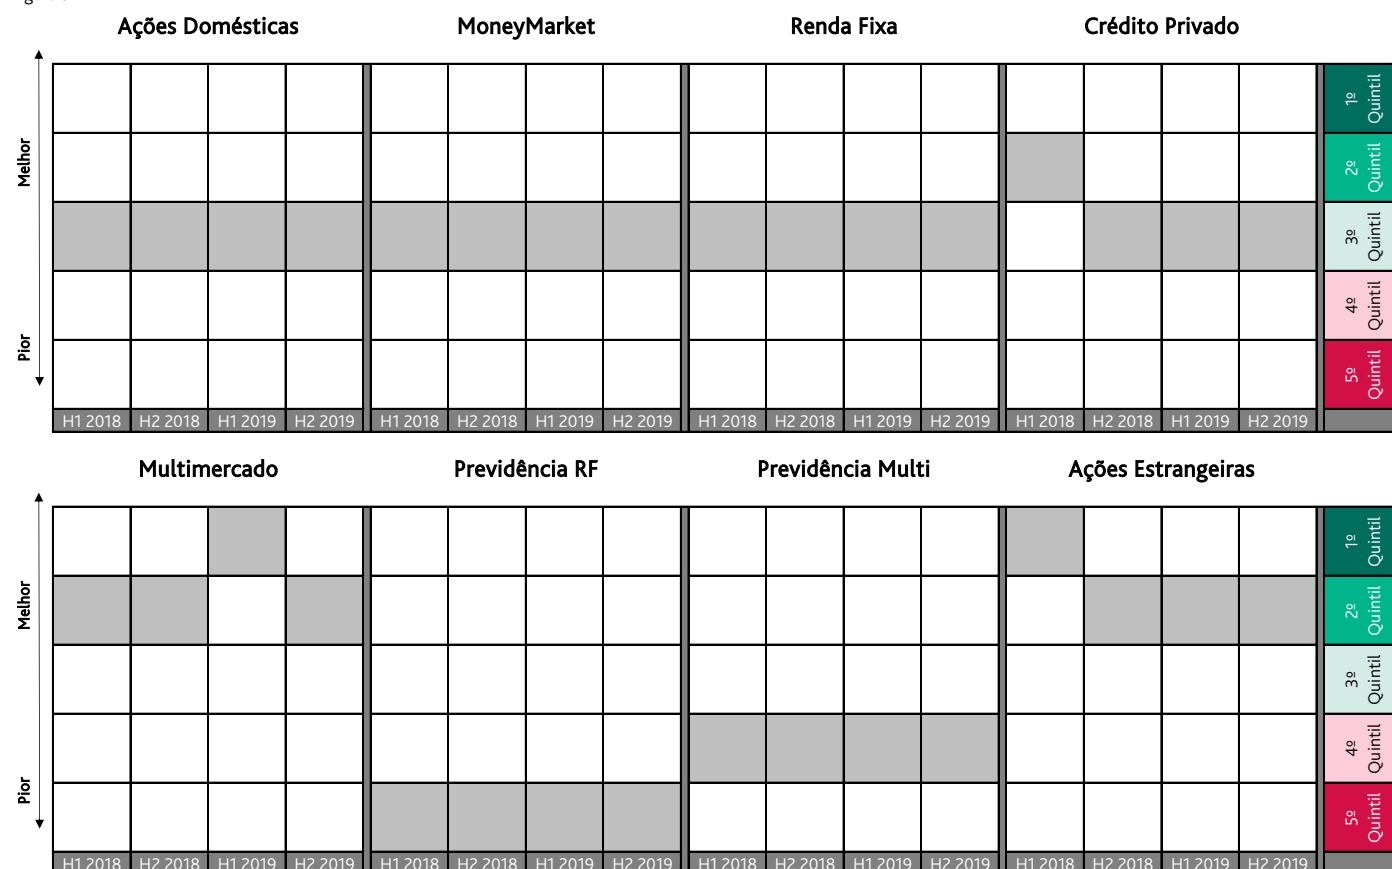 Ações Domésticas MoneyMarket Renda Fixa Crédito Privado
Melhor
Pior
1º Quintil
2º Quintil
3º Quintil
4º Quintil
5º Quintil
H1 2018 H2 2018 H1 2019 H2 2019 H1 2018 H2 2018 H1 2019 H2 2019 H1 2018 H2 2018 H1 2019 H2 2019 H1 2018 H2 2018 H1 2019 H2 2019
Multimercado Previdência RF Previdência Multi Ações Estrangeiras
Melhor
Pior
1º Quintil
2º Quintil
3º Quintil
4º Quintil
5º Quintil
H1 2018 H2 2018 H1 2019 H2 2019 H1 2018 H2 2018 H1 2019 H2 2019 H1 2018 H2 2018 H1 2019 H2 2019 H1 2018 H2 2018 H1 2019 H2 2019